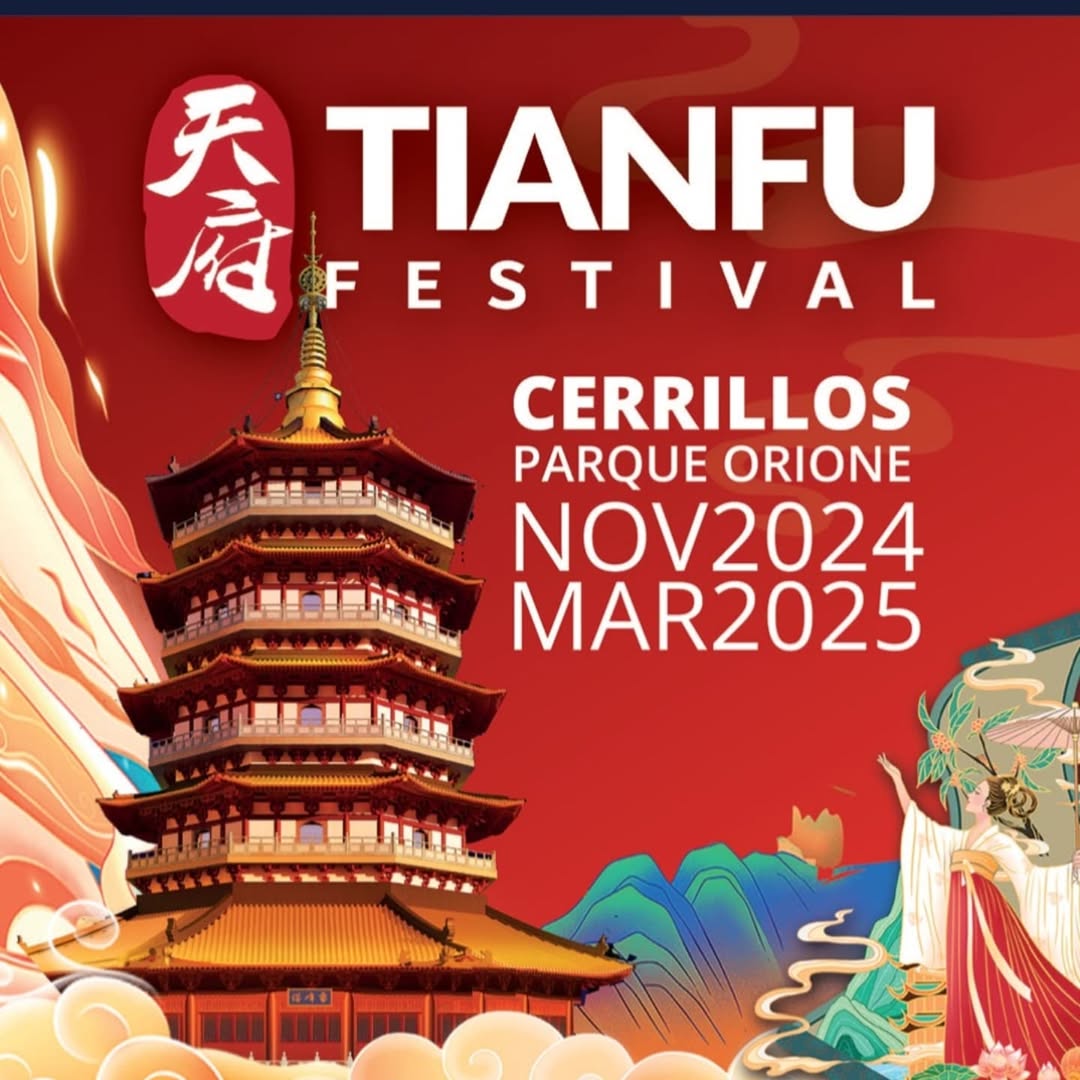 天府
TIANFU
FESTIVAL
CERRILLOS
PARQUE ORIONE
NOV2024
MAR2025